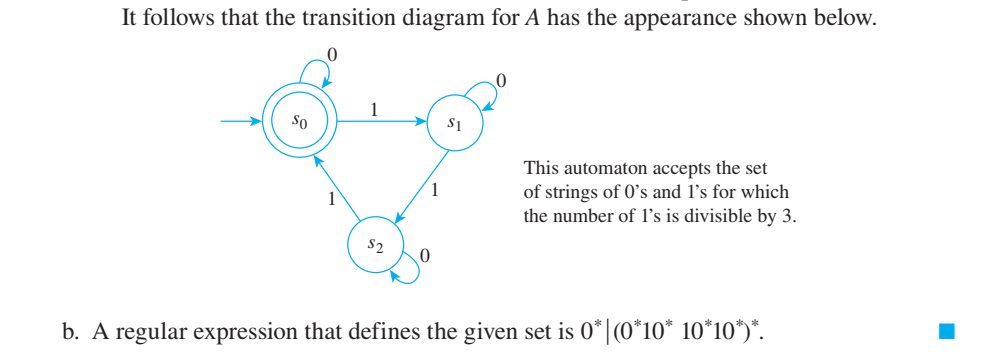 It follows that the transition diagram for A has the appearance shown below.
0
0
1
s₀
s₁
This automaton accepts the set
of strings of 0’s and 1’s for which
1
1
the number of 1’s is divisible by 3.
s₂
0
b. A regular expression that defines the given set is 0*|(0*10* 10*10*)*.